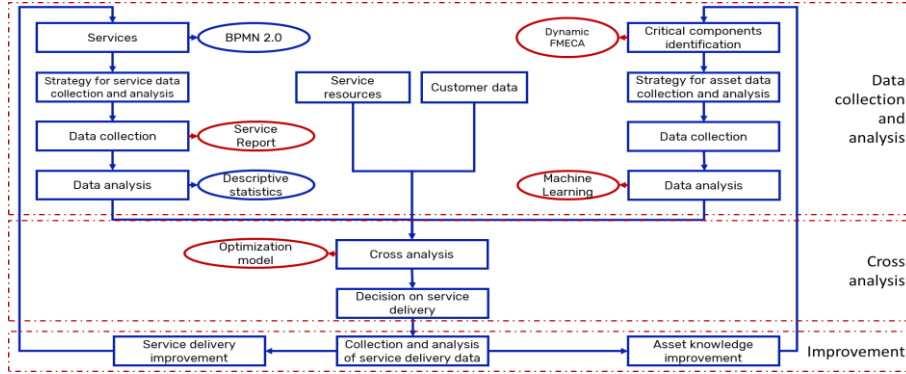 Services
BPMN 2.0
Dynamic
FMECA
Critical components
identification
Strategy for service data
collection and analysis
Service
resources
Customer data
Strategy for asset data
collection and analysis
Data
collection
and
analysis
Data collection
Service
Report
Data collection
Data analysis
Descriptive
statistics
Machine
Learning
Data analysis
Optimization
model
Cross analysis
Cross
analysis
Decision on service
delivery
Service delivery
improvement
Collection and analysis
of service delivery data
Asset knowledge
improvement
Improvement